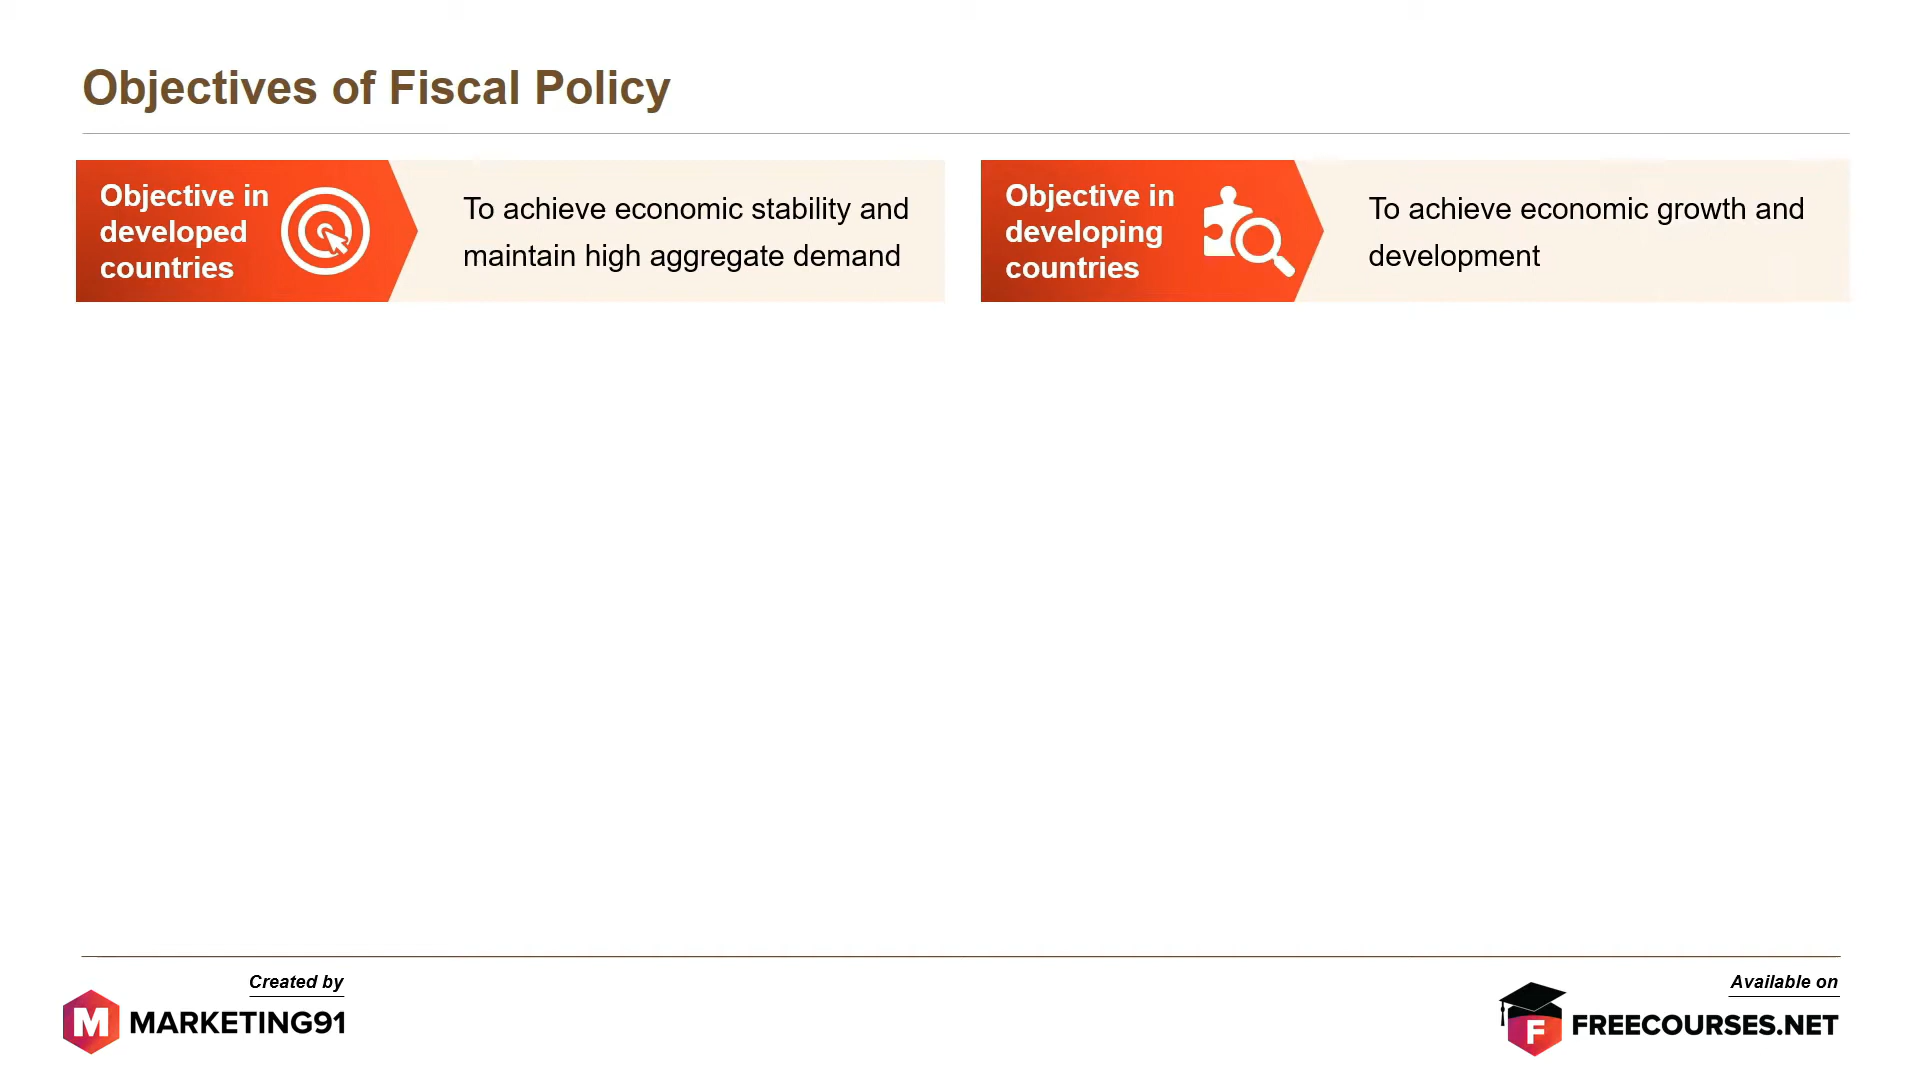 Objectives of Fiscal Policy
Objective in
developed
countries
To achieve economic stability and
maintain high aggregate demand
Objective in
developing
countries
To achieve economic growth and
development
Created by
M MARKETING91
Available on
F FREECOURSES.NET